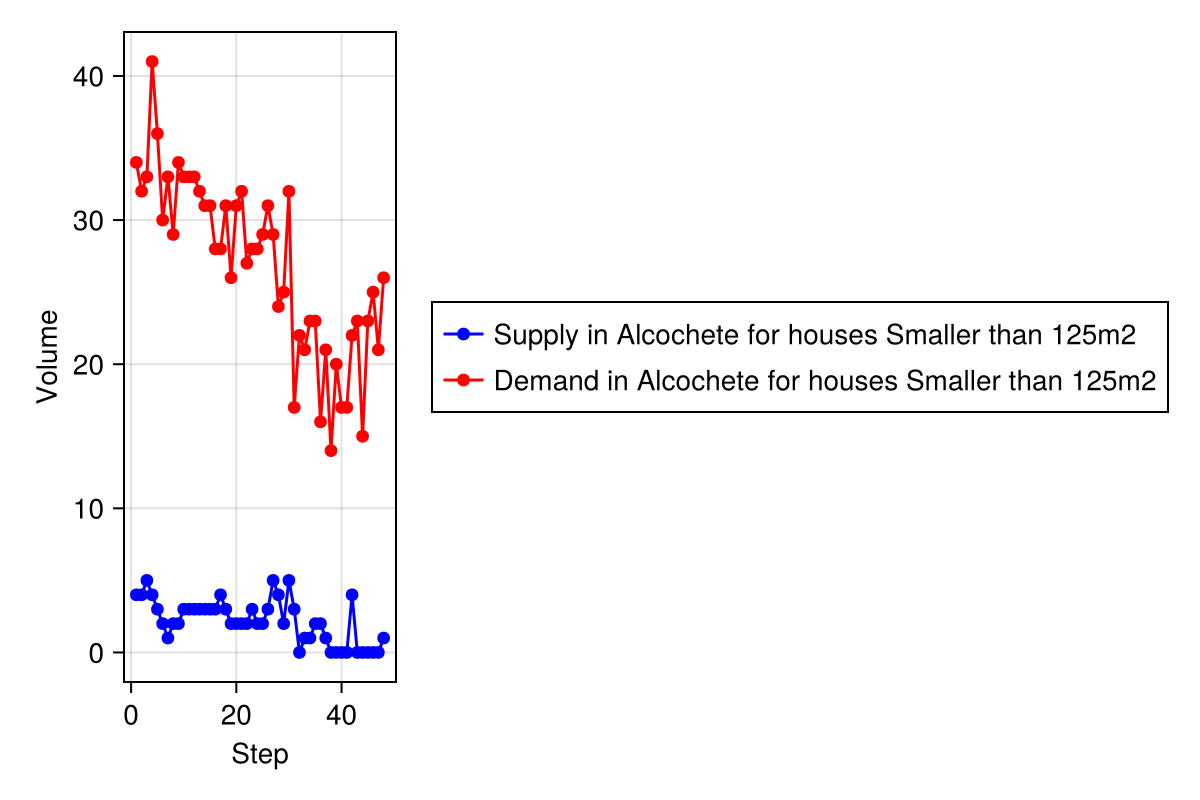 40
30
20
10
0
Volume
0 20 40
Step
Supply in Alcochete for houses Smaller than 125m2
Demand in Alcochete for houses Smaller than 125m2